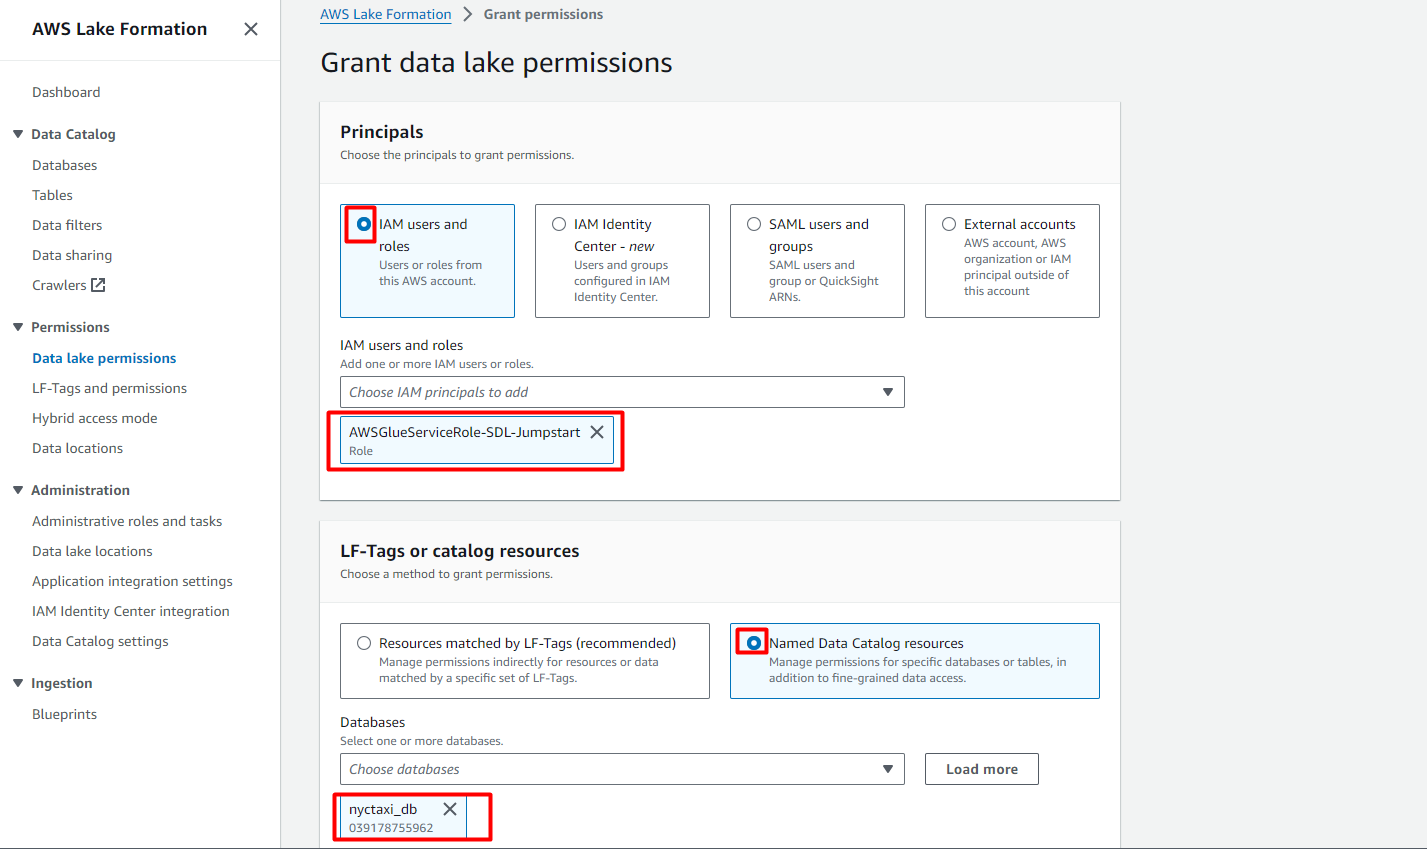 AWS Lake Formation
Dashboard
Data Catalog
Databases
Tables
Data filters
Data sharing
Crawlers
Permissions
Data lake permissions
LF-Tags and permissions
Hybrid access mode
Data locations
Administration
Administrative roles and tasks
Data lake locations
Application integration settings
IAM Identity Center integration
Data Catalog settings
Ingestion
Blueprints
AWS Lake Formation > Grant permissions
Grant data lake permissions
Principals
Choose the principals to grant permissions.
IAM users and
roles
Users or roles from
this AWS account.
IAM Identity
Center - new
Users and groups
configured in IAM
Identity Center.
SAML users and
groups
SAML users and
group or QuickSight
ARNs.
External accounts
AWS account, AWS
organization or IAM
principal outside of
this account
IAM users and roles
Add one or more IAM users or roles.
Choose IAM principals to add
AWSGlueServiceRole-SDL-Jumpstart
Role
LF-Tags or catalog resources
Choose a method to grant permissions.
Resources matched by LF-Tags (recommended)
Manage permissions indirectly for resources or data
matched by a specific set of LF-Tags.
Named Data Catalog resources
Manage permissions for specific databases or tables, in
addition to fine-grained data access.
Databases
Select one or more databases.
Choose databases
Load more
nyctaxi_db
039178755962